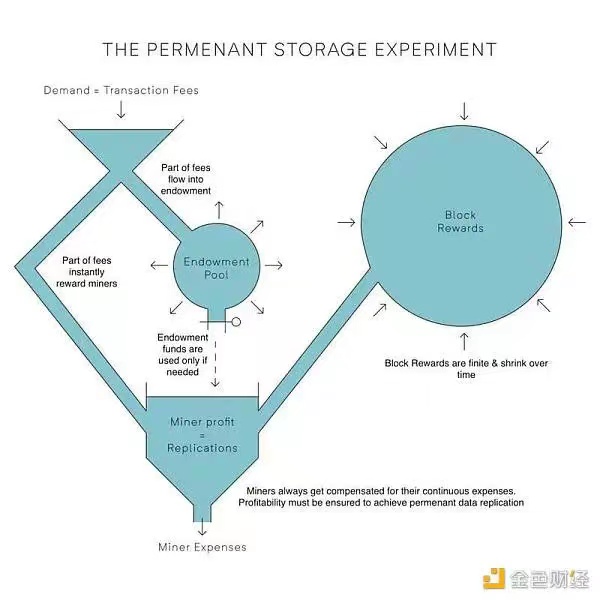 THE PERMENANT STORAGE EXPERIMENT
Demand = Transaction Fees
Part of fees
flow into
endowment
Block
Rewards
Endowment
Pool
Part of fees
instantly
reward miners
Endowment
funds are
used only if
needed
Block Rewards are finite & shrink over
time
Miner profit
=
Replications
Miners always get compensated for their continuous expenses.
Profitability must be ensured to achieve permenant data replication
Miner Expenses
金色财经